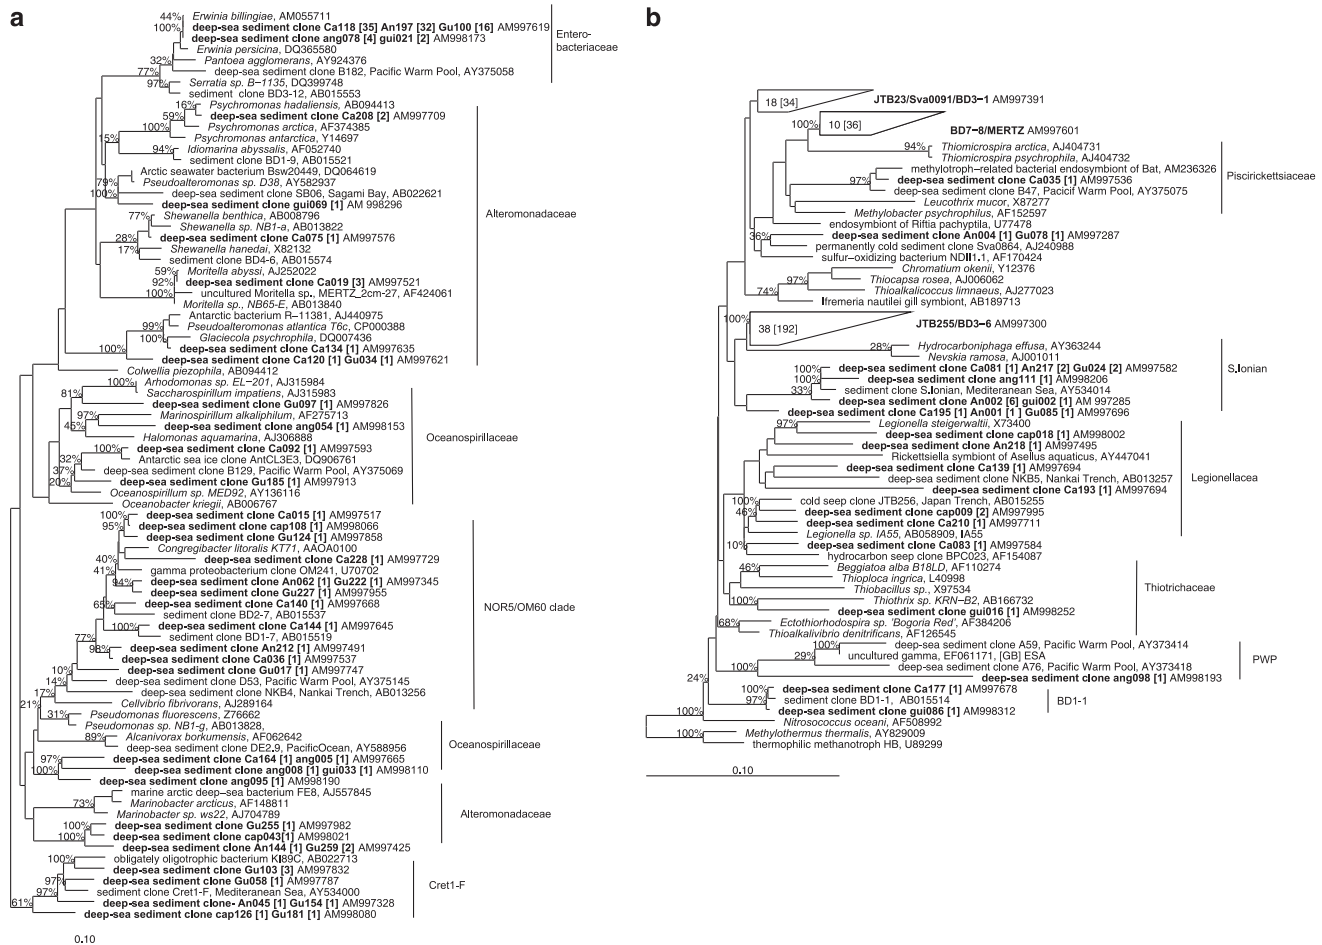 a
44% Erwinia billingiae, AM055711
100% deep-sea sediment clone Ca118 [35] An197 [32] Gu100 [16] AM997619
deep-sea sediment clone ang078 [4] gui021 [2] AM998173
Erwinia persicina, DQ365580
32% Pantoea agglomerans, AY924376
77% deep-sea sediment clone B182, Pacific Warm Pool, AY375058
97% Serratia sp. B-1135, DQ399748
sediment clone BD3-12, AB015553
Entero-
bacteriaceae
16% Psychromonas hadaliensis, AB094413
59% deep-sea sediment clone Ca208 [2] AM997709
100% Psychromonas arctica, AF374385
15% Psychromonas antarctica, Y14697
94% Idiomarina abyssalis, AF052740
sediment clone BD1-9, AB015521
Arctic seawater bacterium Bsw20449, DQ064619
79% Pseudoalteromonas sp. D38, AY582937
100% deep-sea sediment clone SB06, Sagami Bay, AB022621
deep-sea sediment clone gui069 [1] AM 998296
77% Shewanella benthica, AB008796
Shewanella sp. NB1-a, AB013822
28% deep-sea sediment clone Ca075 [1] AM997576
17% Shewanella hanedai, X82132
sediment clone BD4-6, AB015574
59% Moritella abyssi, AJ252022
92% deep-sea sediment clone Ca019 [3] AM997521
100% uncultured Moritella sp., MERTZ_2cm-27, AF424061
Moritella sp., NB65-E, AB013840
Antarctic bacterium R-11381, AJ440975
99% Pseudoalteromonas atlantica T6c, CP000388
100% Glaciecola psychrophila, DQ007436
deep-sea sediment clone Ca134 [1] AM997635
100% deep-sea sediment clone Ca120 [1] Gu034 [1] AM997621
Alteromonadaceae
Colwellia piezophila, AB094412
100% Arhodomonas sp. EL-201, AJ315984
81% Saccharospirillum impatiens, AJ315983
deep-sea sediment clone Gu097 [1] AM997826
97% Marinospirillum alkaliphilum, AF275713
45% deep-sea sediment clone ang054 [1] AM998153
Halomonas aquamarina, AJ306888
100% deep-sea sediment clone Ca092 [1] AM997593
32% Antarctic sea ice clone AntCL3E3, DQ906761
37% deep-sea sediment clone B129, Pacific Warm Pool, AY375069
20% deep-sea sediment clone Gu185 [1] AM997913
Oceanospirillum sp. MED92, AY136116
Oceanobacter kriegii, AB006767
Oceanospirillaceae
100% deep-sea sediment clone Ca015 [1] AM997517
95% deep-sea sediment clone cap108 [1] AM998066
deep-sea sediment clone Gu124 [1] AM997858
Congregibacter litoralis KT71, AAOA0100
40% deep-sea sediment clone Ca228 [1] AM997729
41% gamma proteobacterium clone OM241, U70702
94% deep-sea sediment clone An062 [1] Gu222 [1] AM997345
deep-sea sediment clone Gu227 [1] AM997955
65% deep-sea sediment clone Ca140 [1] AM997668
sediment clone BD2-7, AB015537
100% deep-sea sediment clone Ca144 [1] AM997645
77% sediment clone BD1-7, AB015519
98% deep-sea sediment clone An212 [1] AM997491
deep-sea sediment clone Ca036 [1] AM997537
10% deep-sea sediment clone Gu017 [1] AM997747
14% deep-sea sediment clone D53, Pacific Warm Pool, AY375145
17% deep-sea sediment clone NKB4, Nankai Trench, AB013256
21% Cellvibrio fibrivorans, AJ289164
NOR5/OM60 clade
31% Pseudomonas fluorescens, Z76662
Pseudomonas sp. NB1-g, AB013828,
89% Alcanivorax borkumensis, AF062642
deep-sea sediment clone DE2.9, PacificOcean, AY588956
97% deep-sea sediment clone Ca164 [1] ang005 [1] AM997665
100% deep-sea sediment clone ang008 [1] gui033 [1] AM998110
deep-sea sediment clone ang095 [1] AM998190
Oceanospirillaceae
marine arctic deep-sea bacterium FE8, AJ557845
73% Marinobacter arcticus, AF148811
Marinobacter sp. ws22, AJ704789
100% deep-sea sediment clone Gu255 [1] AM997982
100% deep-sea sediment clone cap043[1] AM998021
deep-sea sediment clone An144 [1] Gu259 [2] AM997425
Alteromonadaceae
100% obligately oligotrophic bacterium KI89C, AB022713
deep-sea sediment clone Gu103 [3] AM997832
97% deep-sea sediment clone Gu058 [1] AM997787
97% sediment clone Cret1-F, Mediteranean Sea, AY534000
61% deep-sea sediment clone- An045 [1] Gu154 [1] AM997328
deep-sea sediment clone cap126 [1] Gu181 [1] AM998080
Cret1-F
0.10
b
18 [34] JTB23/Sva0091/BD3-1 AM997391
100% 10 [36] BD7-8/MERTZ AM997601
94% Thiomicrospira arctica, AJ404731
Thiomicrospira psychrophila, AJ404732
methylotroph-related bacterial endosymbiont of Bat, AM236326
97% deep-sea sediment clone Ca035 [1] AM997536
deep-sea sediment clone B47, Pacicif Warm Pool, AY375075
Leucothrix mucor, X87277
Methylobacter psychrophilus, AF152597
Piscirickettsiaceae
endosymbiont of Riftia pachyptila, U77478
36% deep-sea sediment clone An004 [1] Gu078 [1] AM997287
permanently cold sediment clone Sva0864, AJ240988
sulfur-oxidizing bacterium NDII1.1, AF170424
Chromatium okenii, Y12376
97% Thiocapsa rosea, AJ006062
74% Thioalkalicoccus limnaeus, AJ277023
Ifremeria nautilei gill symbiont, AB189713
100% 38 [192] JTB255/BD3-6 AM997300
28% Hydrocarboniphaga effusa, AY363244
Nevskia ramosa, AJ001011
100% deep-sea sediment clone Ca081 [1] An217 [2] Gu024 [2] AM997582
100% deep-sea sediment clone ang111 [1] AM998206
33% sediment clone S.Ionian, Mediteranean Sea, AY534014
deep-sea sediment clone An002 [6] gui002 [1] AM 997285
deep-sea sediment clone Ca195 [1] An001 [1 ] Gu085 [1] AM997696
S.Ionian
97% Legionella steigerwaltii, X73400
deep-sea sediment clone cap018 [1] AM998002
deep-sea sediment clone An218 [1] AM997495
Rickettsiella symbiont of Asellus aquaticus, AY447041
deep-sea sediment clone Ca139 [1] AM997694
deep-sea sediment clone NKB5, Nankai Trench, AB013257
deep-sea sediment clone Ca193 [1] AM997694
100% cold seep clone JTB256, Japan Trench, AB015255
46% deep-sea sediment clone cap009 [2] AM997995
deep-sea sediment clone Ca210 [1] AM997711
Legionella sp. IA55, AB058909, IA55
10% deep-sea sediment clone Ca083 [1] AM997584
hydrocarbon seep clone BPC023, AF154087
Legionellacea
46% Beggiatoa alba B18LD, AF110274
Thioploca ingrica, L40998
Thiobacillus sp., X97534
100% Thiothrix sp. KRN-B2, AB166732
deep-sea sediment clone gui016 [1] AM998252
68% Ectothiorhodospira sp. 'Bogoria Red', AF384206
Thioalkalivibrio denitrificans, AF126545
Thiotrichaceae
100% deep-sea sediment clone A59, Pacific Warm Pool, AY373414
29% uncultured gamma, EF061171, [GB] ESA
100% deep-sea sediment clone A76, Pacific Warm Pool, AY373418
deep-sea sediment clone ang098 [1] AM998193
PWP
24%
100% deep-sea sediment clone Ca177 [1] AM997678
97% sediment clone BD1-1, AB015514
deep-sea sediment clone gui086 [1] AM998312
BD1-1
100% Nitrosococcus oceani, AF508992
100% Methylothermus thermalis, AY829009
thermophilic methanotroph HB, U89299
0.10